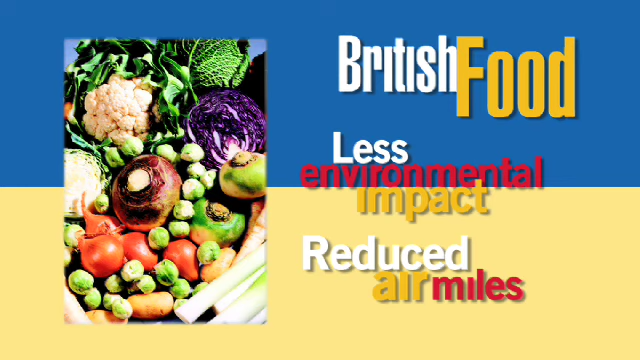 British Food
Less
environmental
impact
Reduced
air miles